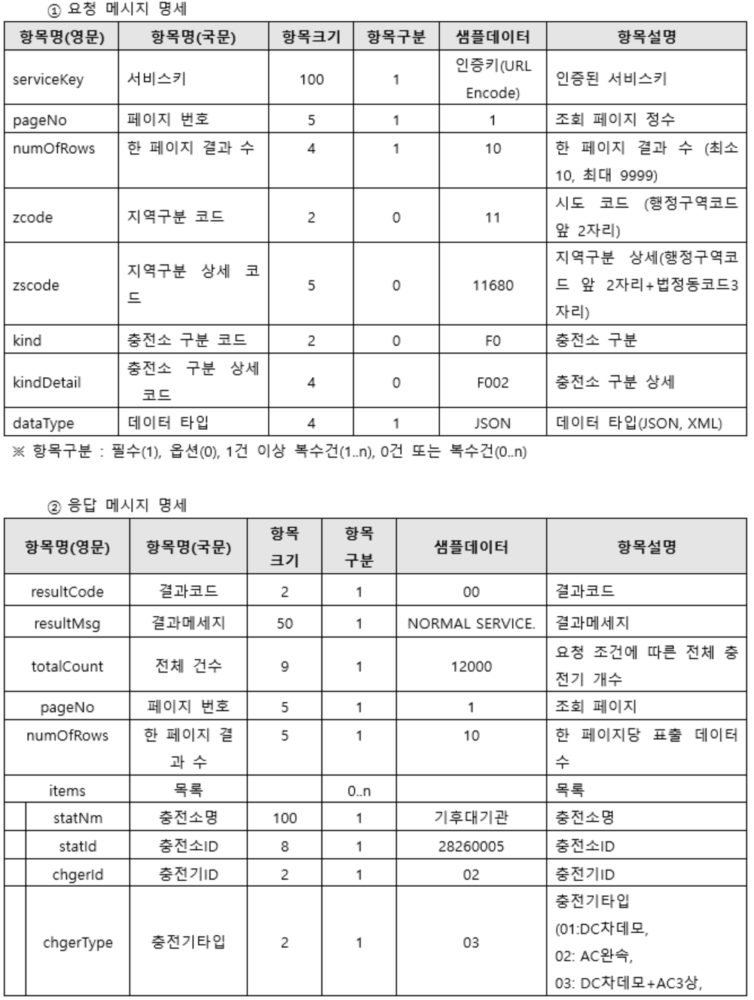 ① 요청 메시지 명세
항목명(영문) 항목명(국문) 항목크기 항목구분 샘플데이터 항목설명
serviceKey 서비스키 100 1 인증키(URL Encode) 인증된 서비스키
pageNo 페이지 번호 5 1 1 조회 페이지 정수
numOfRows 한 페이지 결과 수 4 1 10 한 페이지 결과 수 (최소
10, 최대 9999)
zcode 지역구분 코드 2 0 11 시도 코드 (행정구역코드
앞 2자리)
zscode 지역구분 상세 코드 5 0 11680 지역구분 상세(행정구역코
드 앞 2자리+법정동코드3
자리)
kind 충전소 구분 코드 2 0 F0 충전소 구분
kindDetail 충전소 구분 상세
코드 4 0 F002 충전소 구분 상세
dataType 데이터 타입 4 1 JSON 데이터 타입(JSON, XML)
※ 항목구분 : 필수(1), 옵션(0), 1건 이상 복수건(1..n), 0건 또는 복수건(0..n)
② 응답 메시지 명세
항목명(영문) 항목명(국문) 항목
크기 항목
구분 샘플데이터 항목설명
resultCode 결과코드 2 1 00 결과코드
resultMsg 결과메세지 50 1 NORMAL SERVICE. 결과메세지
totalCount 전체 건수 9 1 12000 요청 조건에 따른 전체 충
전기 개수
pageNo 페이지 번호 5 1 1 조회 페이지
numOfRows 한 페이지 결
과 수 5 1 10 한 페이지당 표출 데이터
수
items 목록 0..n 목록
statNm 충전소명 100 1 기후대기관 충전소명
statId 충전소ID 8 1 28260005 충전소ID
chgerId 충전기ID 2 1 02 충전기ID
chgerType 충전기타입 2 1 03 충전기타입
(01:DC차데모,
02: AC완속,
03: DC차데모+AC3상,